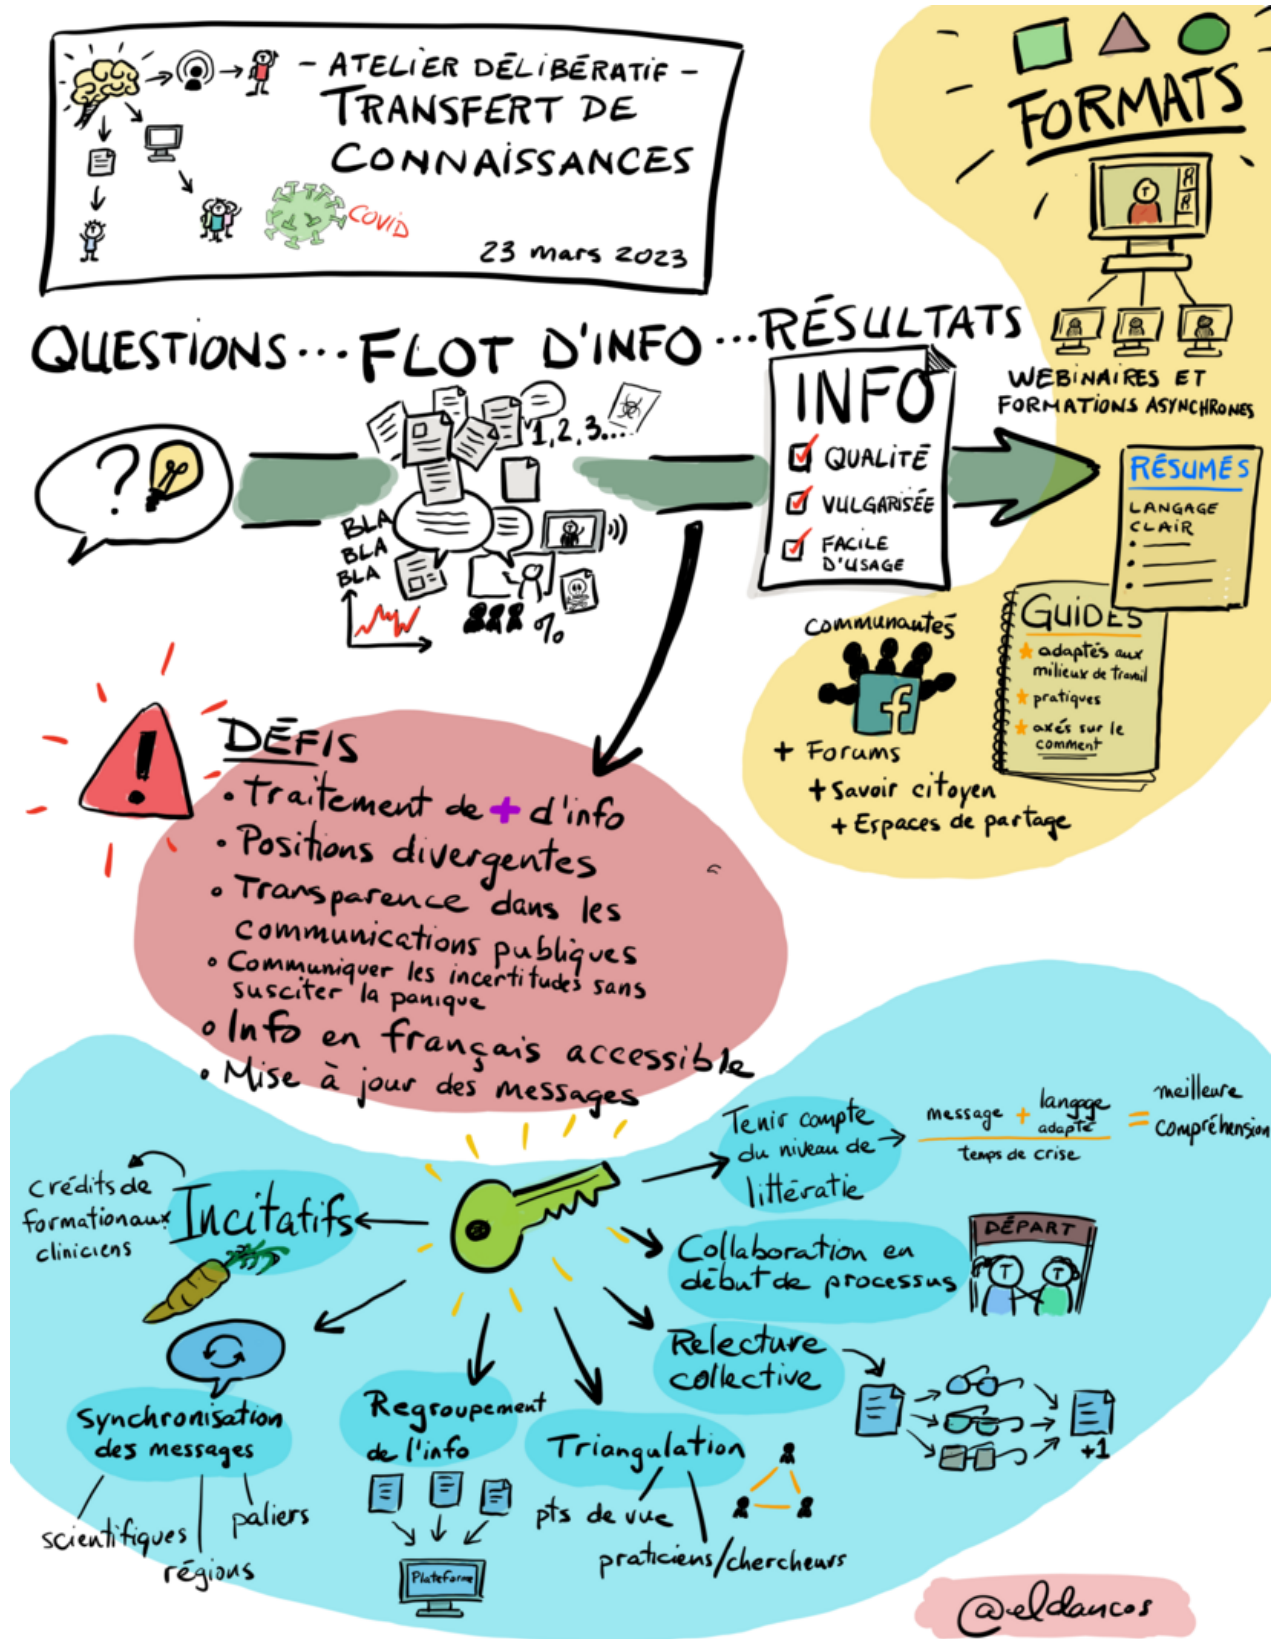 - ATELIER DÉLIBÉRATIF -
TRANSFERT DE
CONNAISSANCES
COVID
23 mars 2023
FORMATS
WEBINAIRES ET
FORMATIONS ASYNCHRONES
QUESTIONS... FLOT D'INFO ... RÉSULTATS
?
1, 2, 3....
BLA
BLA
BLA
%
INFO
QUALITÉ
VULGARISÉE
FACILE
D'USAGE
RÉSUMÉS
LANGAGE
CLAIR
GUIDES
adaptés aux
milieux de travail
pratiques
axés sur le
comment
communautés
f
+ Forums
+ Savoir citoyen
+ Espaces de partage
!
DÉFIS
• Traitement de + d'info
• Positions divergentes
• Transparence dans les
communications publiques
• Communiquer les incertitudes sans
susciter la panique
• Info en français accessible
• Mise à jour des messages
Tenir compte
du niveau de
littératie
message + langage
adapté
temps de crise
= meilleure
compréhension
Incitatifs
crédits de
formation aux
cliniciens
Collaboration en
début de processus
DÉPART
Relecture
collective
+1
Synchronisation
des messages
scientifiques
régions
paliers
Regroupement
de l'info
Plateforme
Triangulation
pts de vue
praticiens/chercheurs
@eldancos